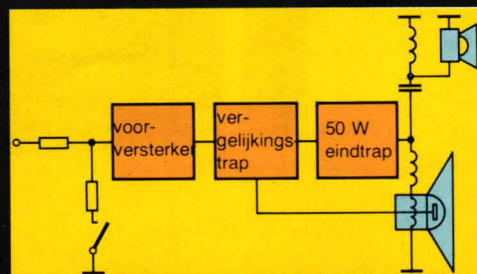 voor-
versterker
ver-
gelijkings
trap
50 W
eindtrap